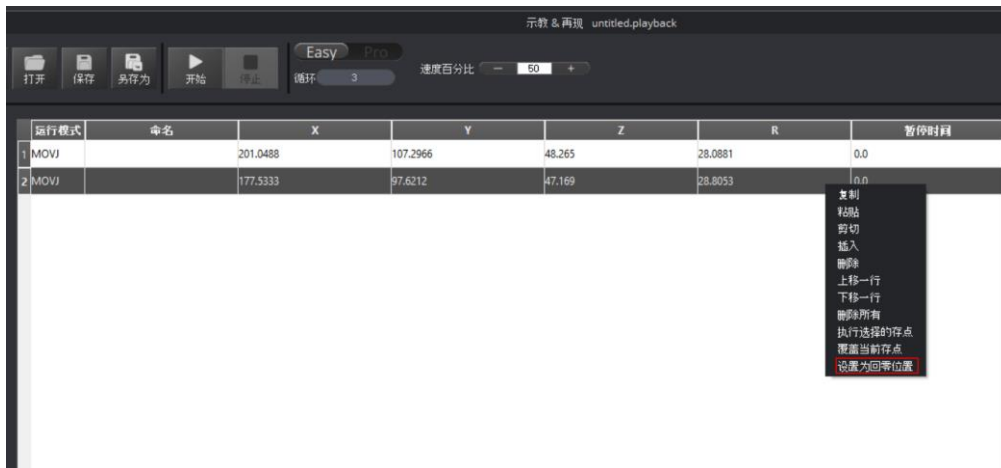 示教 & 再现 untitled.playback
Easy Pro
打开 保存 另存为 开始 停止 循环 3 速度百分比 − 50 +
运行模式 命名 X Y Z R 暂停时间
1 MOVJ 201.0488 107.2966 48.265 28.0881 0.0
2 MOVJ 177.5333 97.6212 47.169 28.8053 0.0
复制
粘贴
剪切
插入
删除
上移一行
下移一行
删除所有
执行选择的存点
覆盖当前存点
设置为回零位置